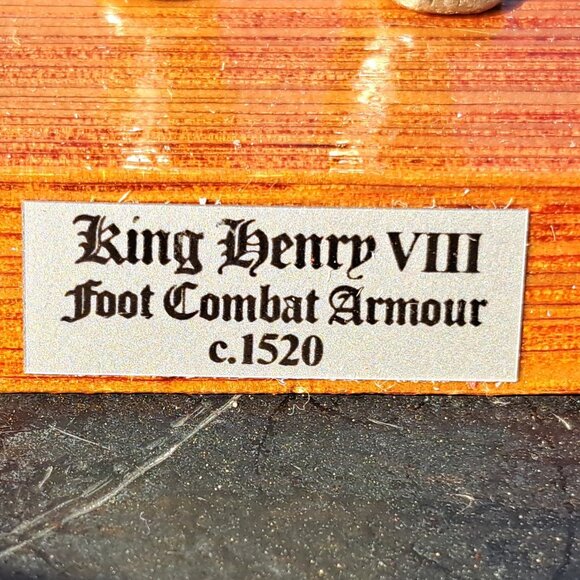 King Henry VIII
Foot Combat Armour
c.1520